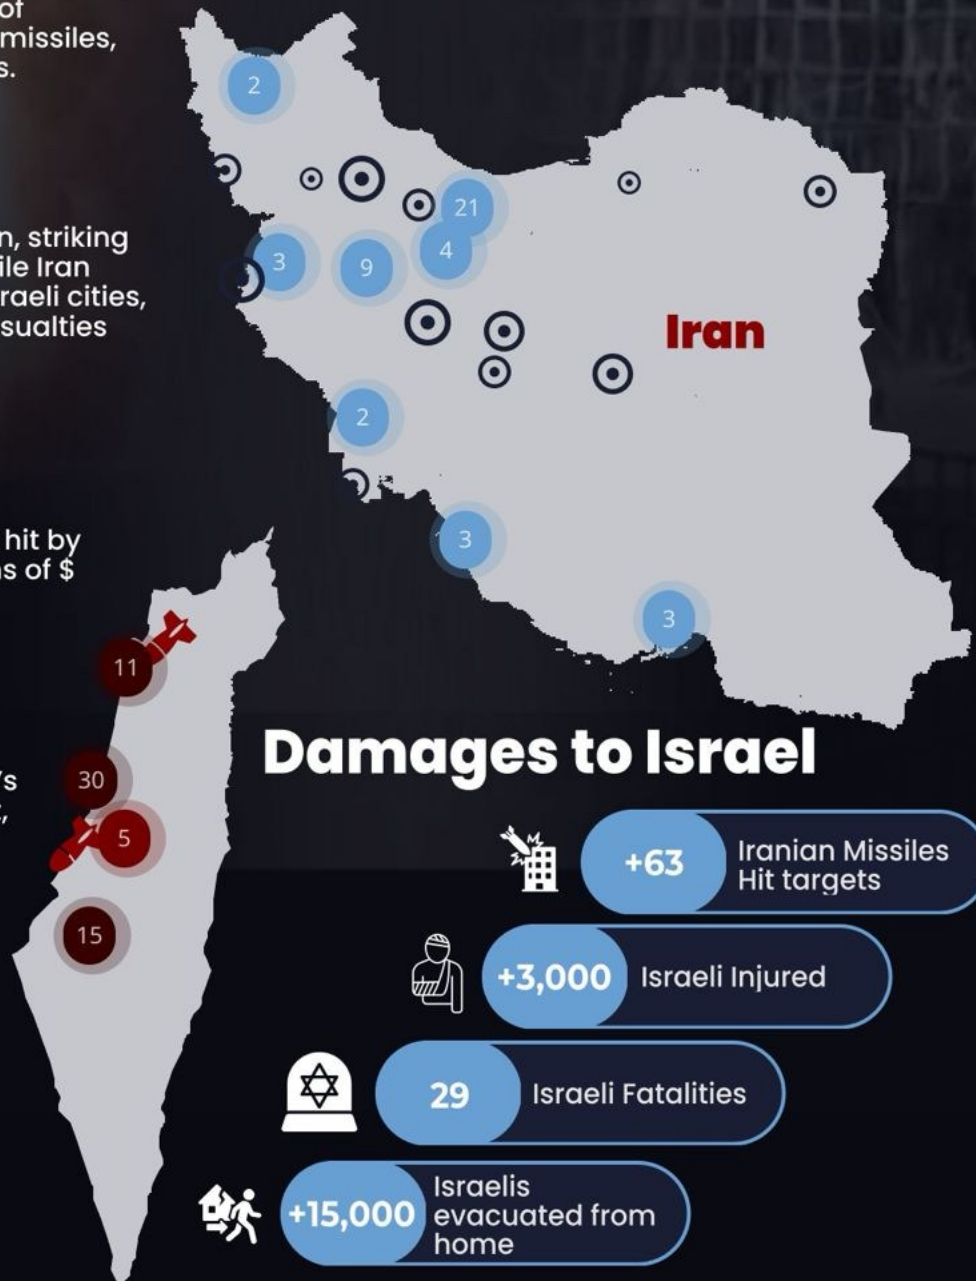 of
missiles,
s.
2
21
4
3
9
n, striking
ile Iran
raeli cities,
sualties
Iran
2
3
hit by
s of $
3
11
Damages to Israel
's
30
5
+63
Iranian Missiles
Hit targets
15
+3,000
Israeli Injured
29
Israeli Fatalities
+15,000
Israelis
evacuated from
home